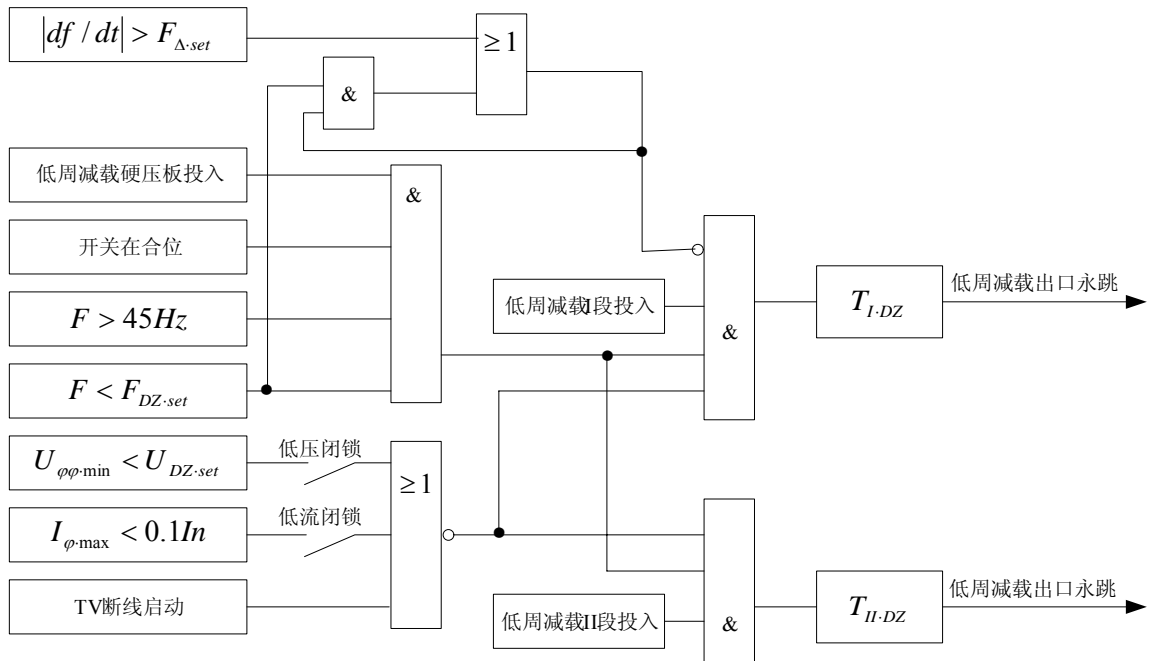 |df / dt| > F_{Δ·set}
≥1
&
低周减载硬压板投入
&
开关在合位
低周减载I段投入
T_{I·DZ}
低周减载出口永跳
F > 45Hz
&
F < F_{DZ·set}
U_{φφ·min} < U_{DZ·set}
低压闭锁
≥1
I_{φ·max} < 0.1In
低流闭锁
TV断线启动
低周减载II段投入
&
T_{II·DZ}
低周减载出口永跳